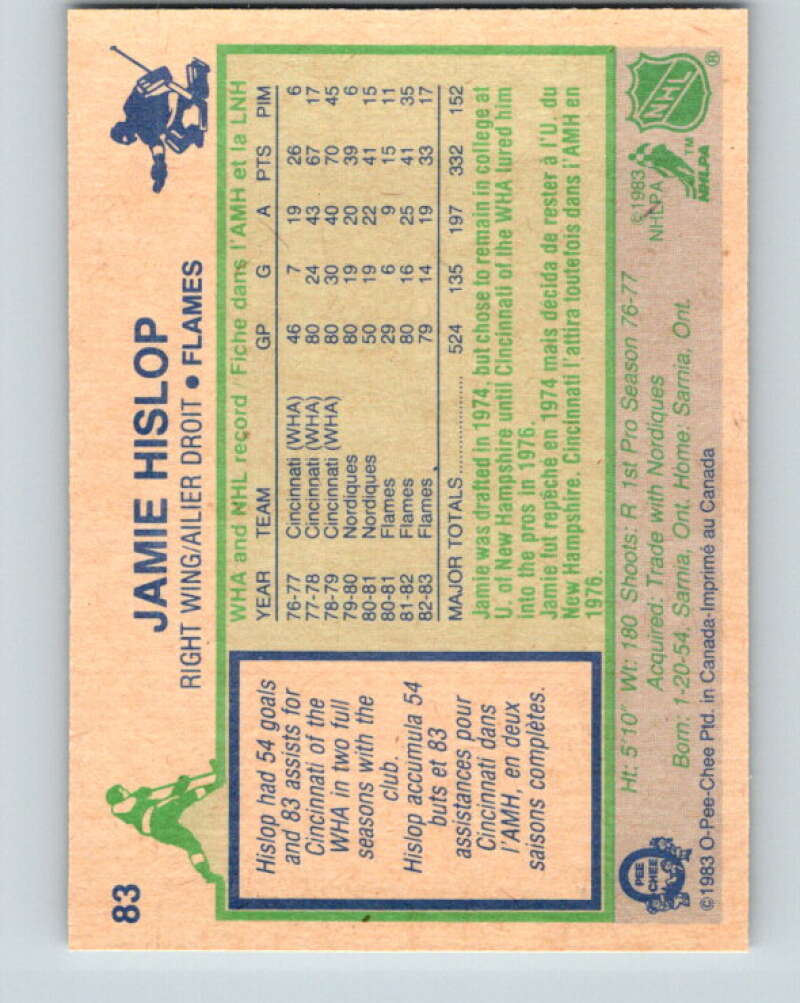 83
JAMIE HISLOP
RIGHT WING/AILIER DROIT ● FLAMES
Hislop had 54 goals
and 83 assists for
Cincinnati of the
WHA in two full
seasons with the
club.
Hislop accumula 54
buts et 83
assistances pour
Cincinnati dans
l'AMH, en deux
saisons complètes.
WHA and NHL record / Fiche dans l'AMH et la LNH
YEAR TEAM GP G A PTS PIM
76-77 Cincinnati (WHA) 46 7 19 26 6
77-78 Cincinnati (WHA) 80 24 43 67 17
78-79 Cincinnati (WHA) 80 30 40 70 45
79-80 Nordiques 80 19 20 39 6
80-81 Nordiques 50 19 22 41 15
80-81 Flames 29 6 9 15 11
81-82 Flames 80 16 25 41 35
82-83 Flames 79 14 19 33 17
MAJOR TOTALS .............. 524 135 197 332 152
Jamie was drafted in 1974, but chose to remain in college at
U. of New Hampshire until Cincinnati of the WHA lured him
into the pros in 1976.
Jamie fut repêché en 1974 mais décida de rester à l'U. du
New Hampshire. Cincinnati l'attira toutefois dans l'AMH en
1976.
Ht: 5'10" Wt: 180 Shoots: R 1st Pro Season 76-77
Acquired: Trade with Nordiques
Born: 1-20-54, Sarnia, Ont. Home: Sarnia, Ont.
©1983
NHLPA
NHLPA™
NHL®
O
PEE
CHEE
©1983 O-Pee-Chee Ptd. in Canada-Imprimé au Canada